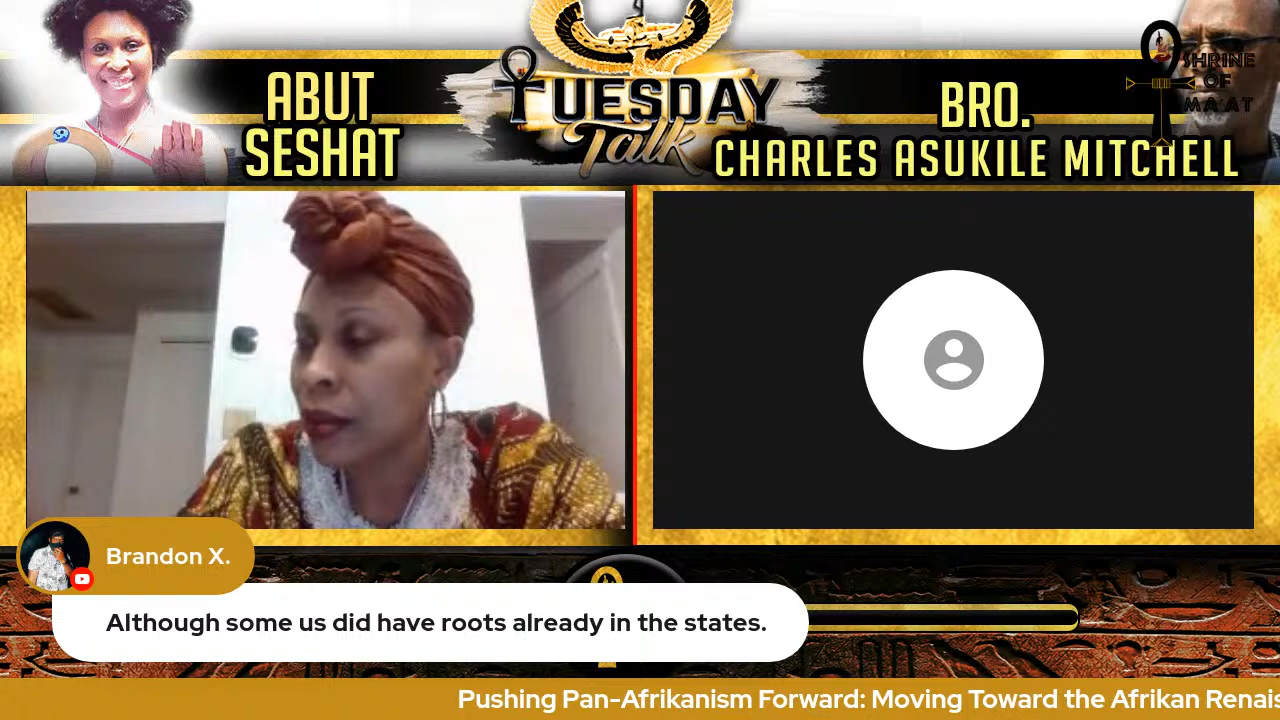 ABUT
SESHAT
TUESDAY
Talk
BRO.
CHARLES ASUKILE MITCHELL
SHRINE
OF
MA'AT
Brandon X.
Although some us did have roots already in the states.
Pushing Pan-Afrikanism Forward: Moving Toward the Afrikan Renais